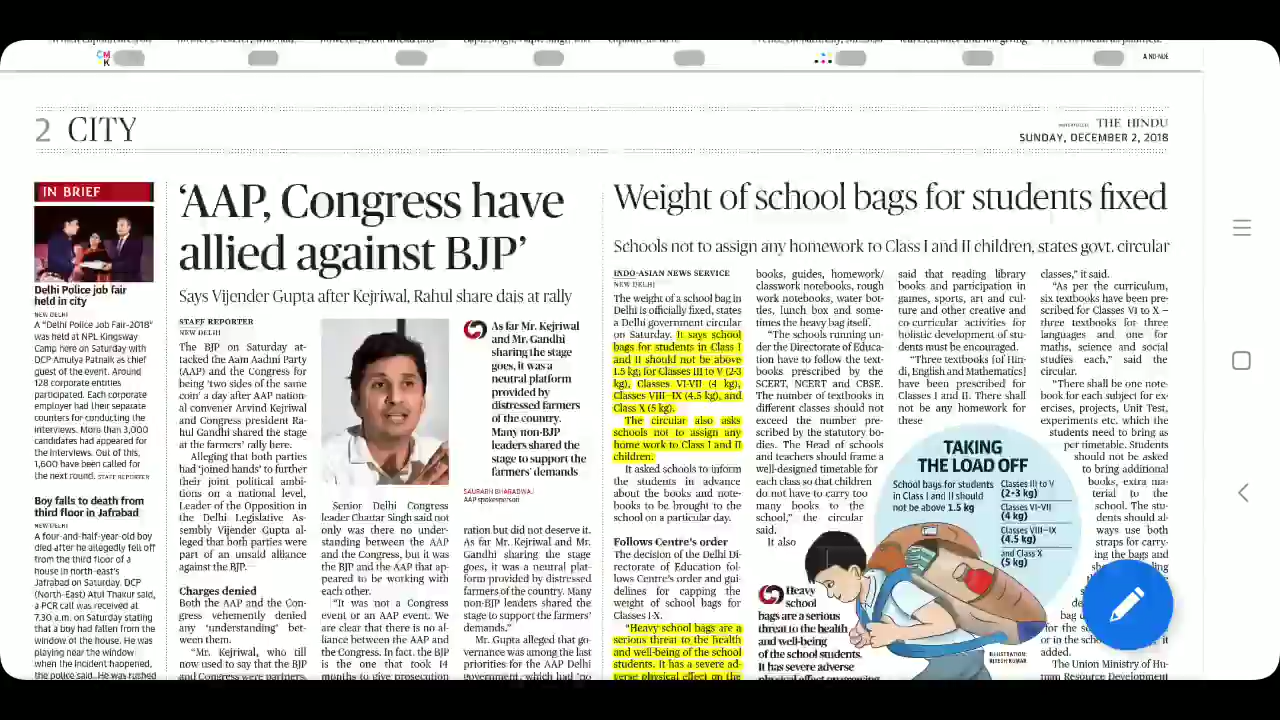 A ND-NDE
2 CITY
THE HINDU
SUNDAY, DECEMBER 2, 2018
IN BRIEF
Delhi Police job fair
held in city
NEW DELHI
A “Delhi Police Job Fair-2018”
was held at NPL Kingsway
Camp here on Saturday with
DCP Amulya Patnaik as chief
guest of the event. Around
128 corporate entities
participated. Each corporate
employer had their separate
counters for conducting the
interviews. More than 3,000
candidates had appeared for
the interviews. Out of this,
1,600 have been called for
the next round. STAFF REPORTER
Boy falls to death from
third floor in Jafrabad
NEW DELHI
A four-and-half-year-old boy
died after he allegedly fell off
from the third floor of a
house in north-east's
Jafrabad on Saturday. DCP
(North-East) Atul Thakur said,
a PCR call was received at
7.30 a.m. on Saturday stating
that a boy had fallen from the
window of the house. He was
playing near the window
when the incident happened,
the police said. He was rushed
‘AAP, Congress have
allied against BJP’
Says Vijender Gupta after Kejriwal, Rahul share dais at rally
STAFF REPORTER
NEW DELHI
The BJP on Saturday at-
tacked the Aam Aadmi Party
(AAP) and the Congress for
being ‘two sides of the same
coin’ a day after AAP nation-
al convener Arvind Kejriwal
and Congress president Ra-
hul Gandhi shared the stage
at the farmers’ rally here.
Alleging that both parties
had ‘joined hands’ to further
their joint political ambi-
tions on a national level,
Leader of the Opposition in
the Delhi Legislative As-
sembly Vijender Gupta al-
leged that both parties were
part of an unsaid alliance
against the BJP.
Charges denied
Both the AAP and the Con-
gress vehemently denied
any ‘understanding’ bet-
ween them.
“Mr. Kejriwal, who till
now used to say that the BJP
and Congress were partners,
Senior Delhi Congress
leader Chattar Singh said not
only was there no under-
standing between the AAP
and the Congress, but it was
the BJP and the AAP that ap-
peared to be working with
each other.
“It was not a Congress
event or an AAP event. We
are clear that there is no al-
liance between the AAP and
the Congress. In fact, the BJP
is the one that took 14
months to give prosecution
As far Mr. Kejriwal
and Mr. Gandhi
sharing the stage
goes, it was a
neutral platform
provided by
distressed farmers
of the country.
Many non-BJP
leaders shared the
stage to support the
farmers’ demands
SAURABH BHARADWAJ
AAP spokesperson
nation but did not deserve it.
As far Mr. Kejriwal and Mr.
Gandhi sharing the stage
goes, it was a neutral plat-
form provided by distressed
farmers of the country. Many
non-BJP leaders shared the
stage to support the farmers’
demands.”
Mr. Gupta alleged that go-
vernance was among the last
priorities for the AAP Delhi
government, which had ‘no
Weight of school bags for students fixed
Schools not to assign any homework to Class I and II children, states govt. circular
INDO-ASIAN NEWS SERVICE
NEW DELHI
The weight of a school bag in
Delhi is officially fixed, states
a Delhi government circular
on Saturday. It says school
bags for students in Class I
and II should not be above
1.5 kg; for Classes III to V (2-3
kg), Classes VI-VII (4 kg),
Classes VIII-IX (4.5 kg), and
Class X (5 kg).
The circular also asks
schools not to assign any
home work to Class I and II
children.
It asked schools to inform
the students in advance
about the books and note-
books to be brought to the
school on a particular day.
Follows Centre’s order
The decision of the Delhi Di-
rectorate of Education fol-
lows Centre’s order and gui-
delines for capping the
weight of school bags for
Classes I-X.
“Heavy school bags are a
serious threat to the health
and well-being of the school
students. It has a severe ad-
verse physical effect on the
books, guides, homework/
classwork notebooks, rough
work notebooks, water bot-
tles, lunch box and some-
times the heavy bag itself.
“The schools running un-
der the Directorate of Educa-
tion have to follow the text-
books prescribed by the
SCERT, NCERT and CBSE.
The number of textbooks in
different classes should not
exceed the number pre-
scribed by the statutory bo-
dies. The Head of schools
and teachers should frame a
well-designed timetable for
each class so that children
do not have to carry too
many books to the
school,” the circular
said.
It also
Heavy
school
bags are a serious
threat to the health
and well-being
of the school students.
It has severe adverse
physical effect on growing
said that reading library
books and participation in
games, sports, art and cul-
ture and other creative and
co-curricular activities for
holistic development of stu-
dents must be encouraged.
“Three textbooks [of Hin-
di, English and Mathematics]
have been prescribed for
Classes I and II. There shall
not be any homework for
these
TAKING
THE LOAD OFF
School bags for students
in Class I and II should
not be above 1.5 kg
Classes III to V
(2-3 kg)
Classes VI-VII
(4 kg)
Classes VIII-IX
(4.5 kg)
and Class X
(5 kg)
ILLUSTRATION:
RITESH KUMAR
classes,” it said.
“As per the curriculum,
six textbooks have been pre-
scribed for Classes VI to X –
three textbooks for three
languages and one for
maths, science and social
studies each,” said the
circular.
“There shall be one note-
book for each subject for ex-
ercises, projects, Unit Test,
experiments etc. which the
students need to bring as
per timetable. Students
should not be asked
to bring additional
books, extra ma-
terial to the
school. The stu-
dents should al-
ways use both
straps for carry-
ing the bags and
added.
The Union Ministry of Hu-
man Resource Development